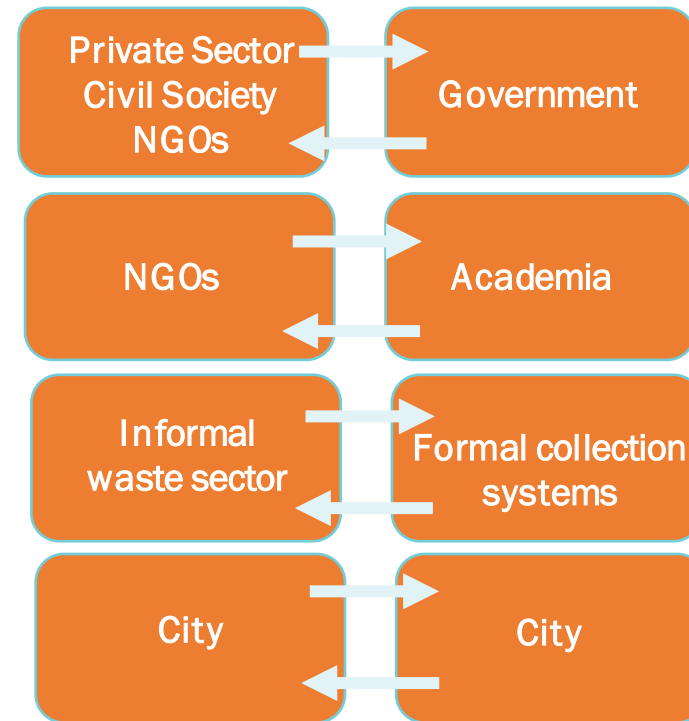 Private Sector
Civil Society
NGOs
Government
NGOs
Academia
Informal
waste sector
Formal collection
systems
City
City